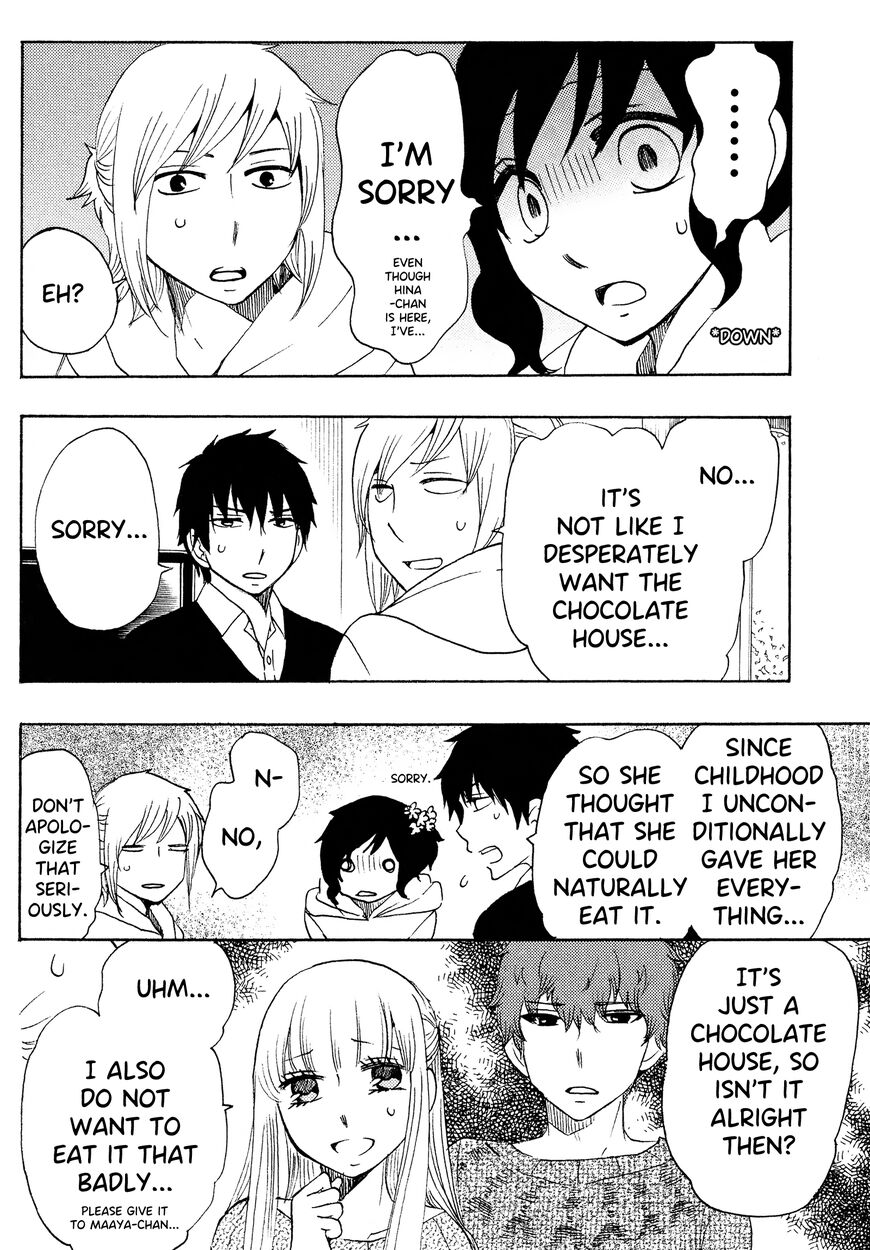 ......
*DOWN*
I'M
SORRY
...
EVEN
THOUGH
HINA
-CHAN
IS HERE,
I'VE...
EH?
NO...
IT'S
NOT LIKE I
DESPERATELY
WANT THE
CHOCOLATE
HOUSE...
SORRY...
SINCE
CHILDHOOD
I UNCON-
DITIONALLY
GAVE HER
EVERY-
THING...
SO SHE
THOUGHT
THAT SHE
COULD
NATURALLY
EAT IT.
SORRY.
N-
NO,
DON'T
APOLO-
GIZE
THAT
SERI-
OUSLY.
IT'S
JUST A
CHOCOLATE
HOUSE, SO
ISN'T IT
ALRIGHT
THEN?
UHM...
I ALSO
DO NOT
WANT TO
EAT IT THAT
BADLY...
PLEASE GIVE IT
TO MAAYA-CHAN...